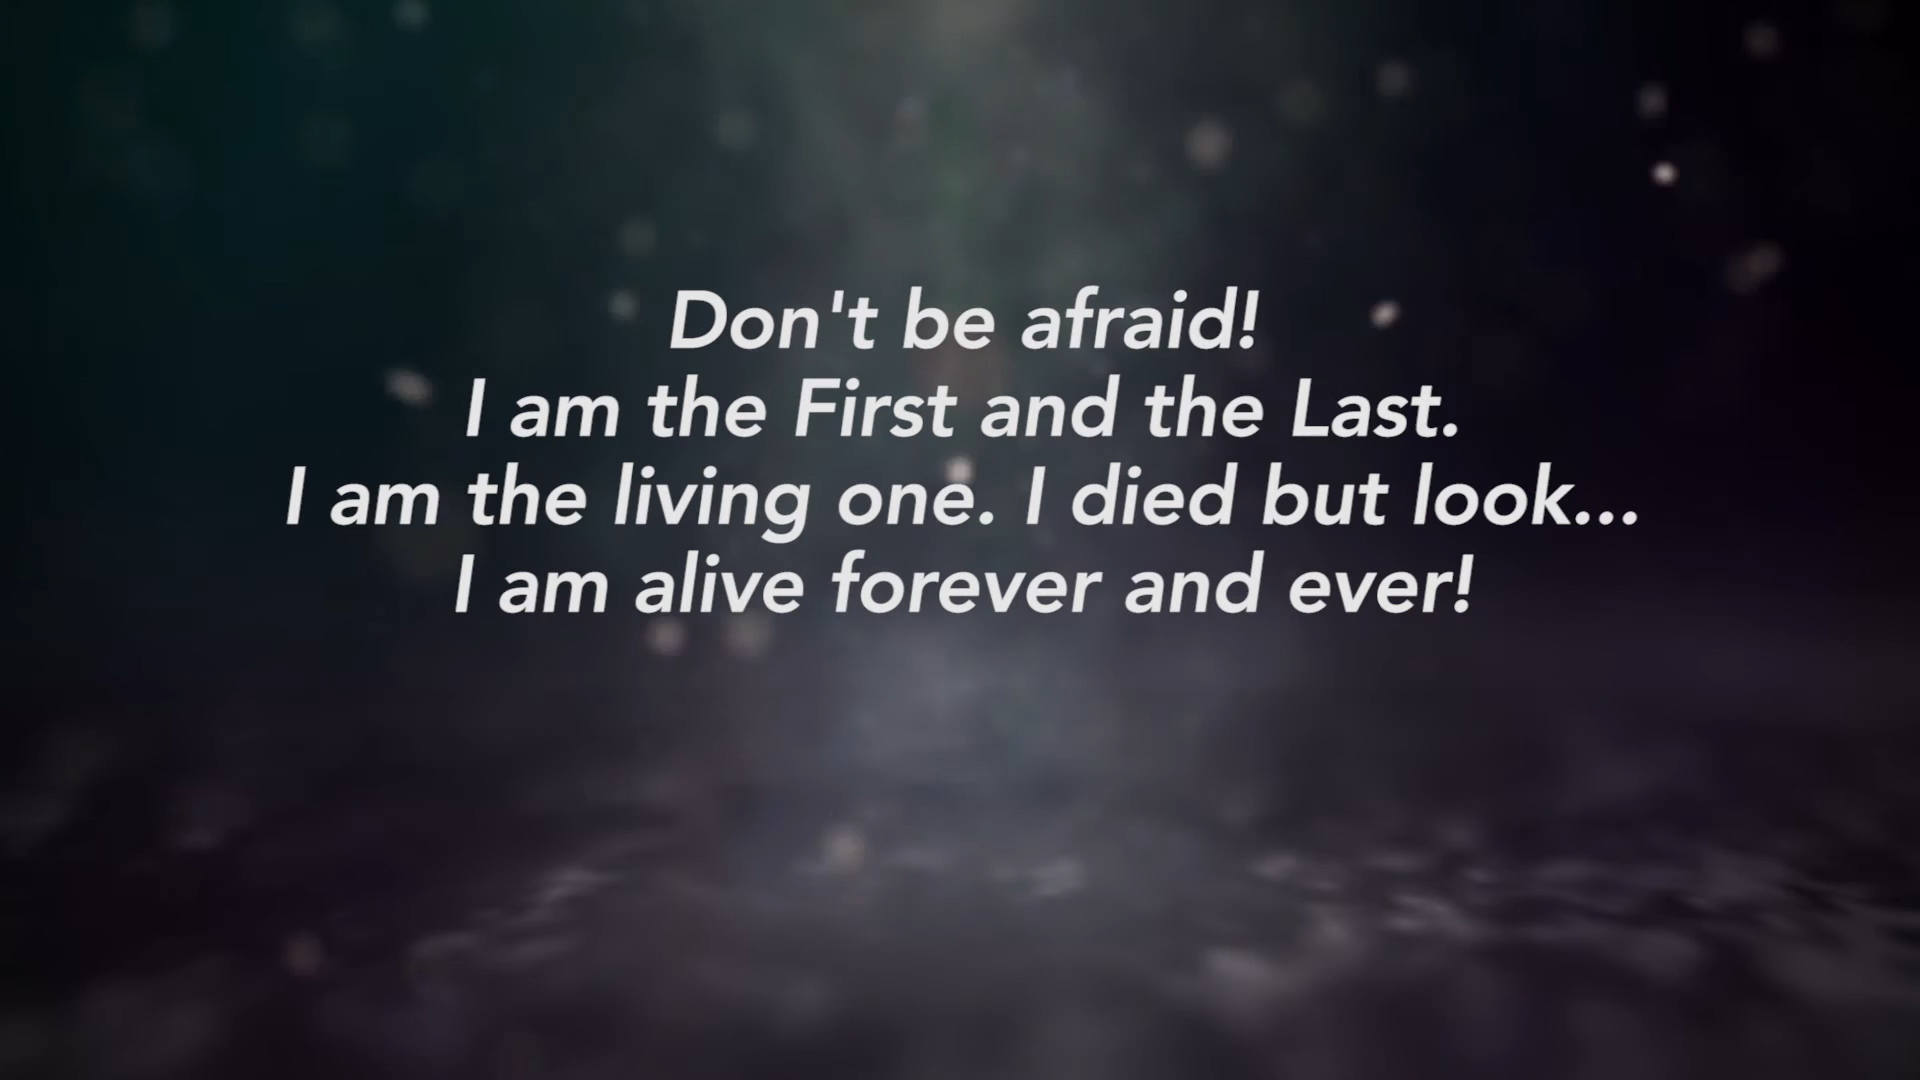 Don't be afraid!
I am the First and the Last.
I am the living one. I died but look...
I am alive forever and ever!